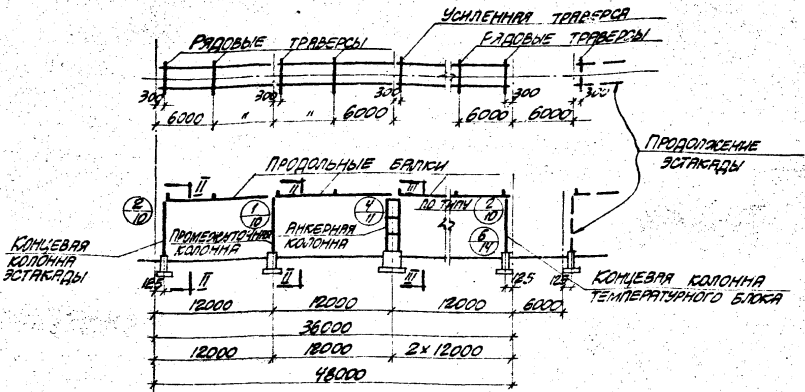 УСИЛЕННАЯ ТРАВЕРСА
РЯДОВЫЕ ТРАВЕРСЫ
РЯДОВЫЕ ТРАВЕРСЫ
300 300 300 300 300
6000 " " 6000 6000 6000
ПРОДОЛЖЕНИЕ
ЭСТАКАДЫ
ПРОДОЛЬНЫЕ БАЛКИ
II II III
ПО ТИПУ
2/10 1/10 4/11 2/10
6/14
КОНЦЕВАЯ
КОЛОННА
ЭСТАКАДЫ
ПРОМЕЖУТОЧНАЯ
КОЛОННА
АНКЕРНАЯ
КОЛОННА
КОНЦЕВАЯ КОЛОННА
ТЕМПЕРАТУРНОГО БЛОКА
125 II II III 125 125
12000 12000 12000 6000
36000
12000 12000 2 x 12000
48000